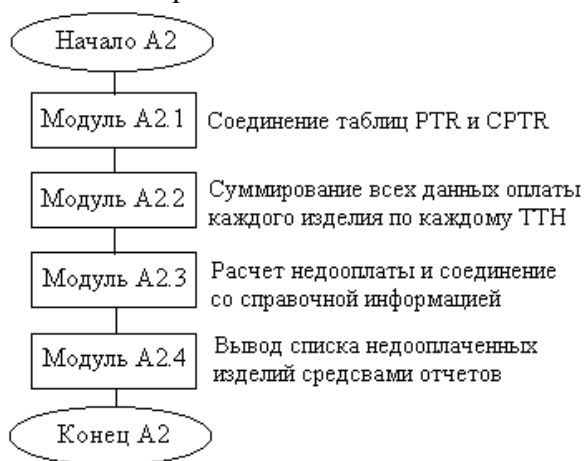 Начало А2
Модуль А2.1
Соединение таблиц PTR и CPTR
Модуль А2.2
Суммирование всех данных оплаты
каждого изделия по каждому ТТН
Модуль А2.3
Расчет недооплаты и соединение
со справочной информацией
Модуль А2.4
Вывод списка недооплаченных
изделий средсвами отчетов
Конец А2